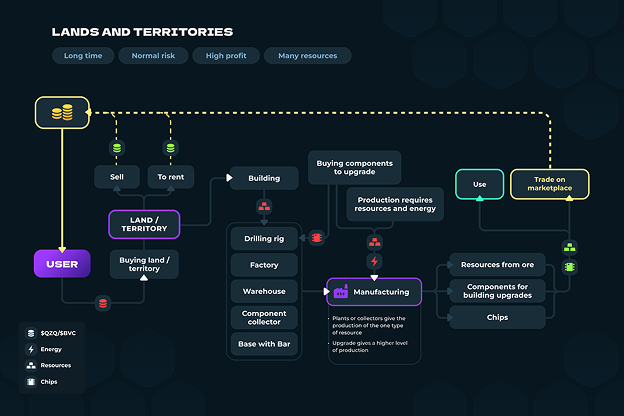 LANDS AND TERRITORIES
Long time
Normal risk
High profit
Many resources
Sell
To rent
Building
Buying components
to upgrade
Production requires
resources and energy
Use
Trade on
marketplace
LAND /
TERRITORY
Drilling rig
USER
Buying land /
territory
Factory
Resources from ore
Warehouse
Manufacturing
Components for
building upgrades
Component
collector
• Plants or collectors give the
production of the one type
of resource
• Upgrade gives a higher level
of production
Chips
Base with Bar
$QZQ/$BVC
Energy
Resources
Chips